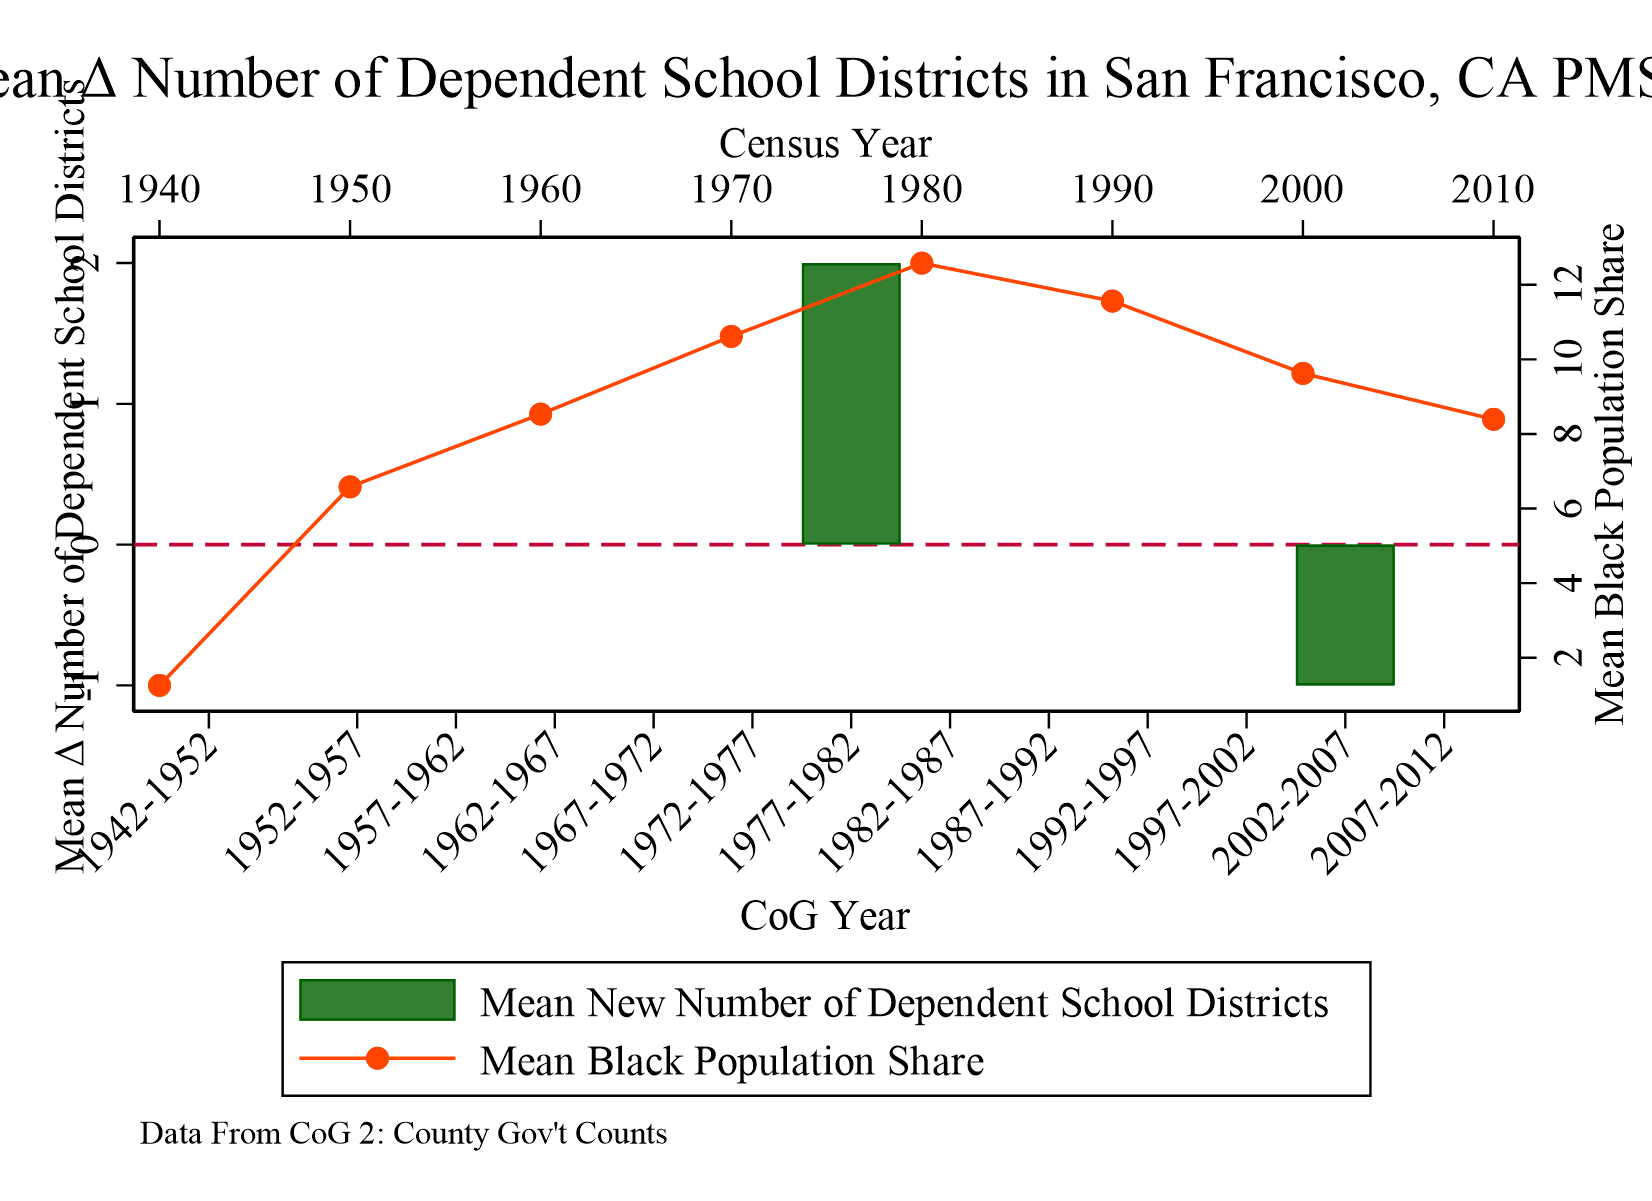 ean Δ Number of Dependent School Districts in San Francisco, CA PMS
Census Year
1940 1950 1960 1970 1980 1990 2000 2010
Mean Δ Number of Dependent School Districts
2
1
0
-1
12
10
8
6
4
2
Mean Black Population Share
1942-1952 1952-1957 1957-1962 1962-1967 1967-1972 1972-1977 1977-1982 1982-1987 1987-1992 1992-1997 1997-2002 2002-2007 2007-2012
CoG Year
Mean New Number of Dependent School Districts
Mean Black Population Share
Data From CoG 2: County Gov't Counts